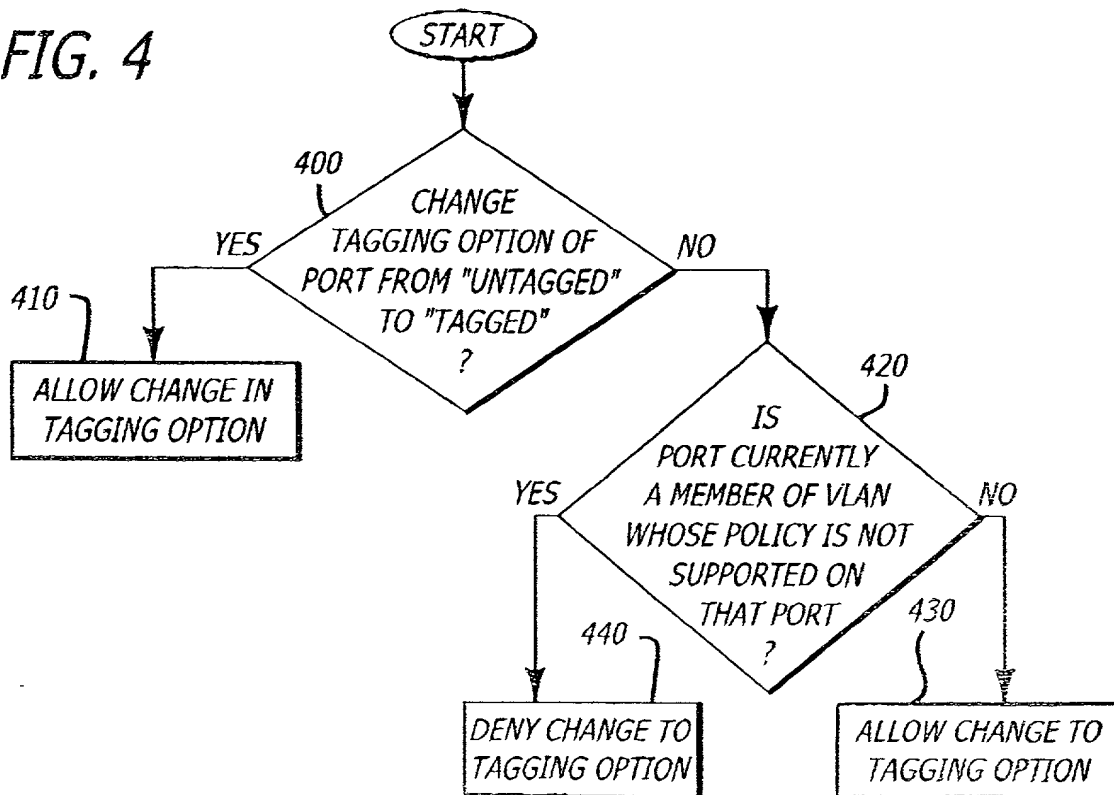 FIG. 4
START
400
CHANGE
TAGGING OPTION OF
PORT FROM "UNTAGGED"
TO "TAGGED"
?
YES
NO
410
ALLOW CHANGE IN
TAGGING OPTION
420
IS
PORT CURRENTLY
A MEMBER OF VLAN
WHOSE POLICY IS NOT
SUPPORTED ON
THAT PORT
?
YES
NO
440
DENY CHANGE TO
TAGGING OPTION
430
ALLOW CHANGE TO
TAGGING OPTION